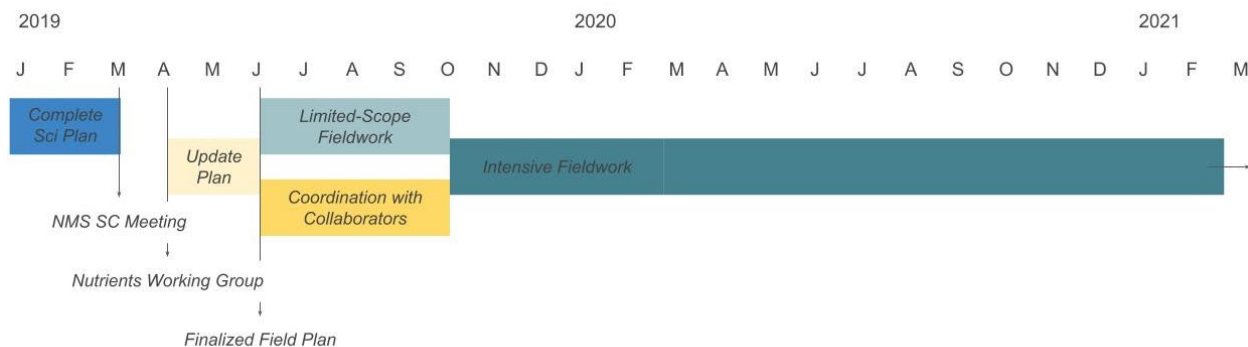 2019 2020 2021
J F M A M J J A S O N D J F M A M J J A S O N D J F M
Complete
Sci Plan
Limited-Scope
Fieldwork
Update
Plan
Intensive Fieldwork
Coordination with
Collaborators
NMS SC Meeting
Nutrients Working Group
Finalized Field Plan